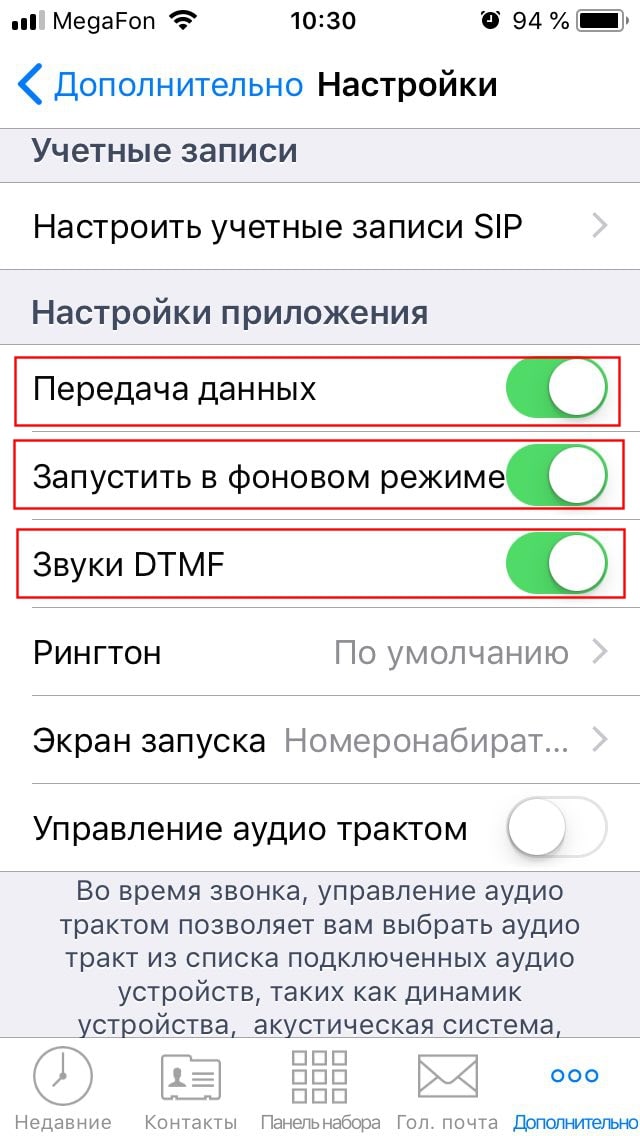 MegaFon 10:30 94 %
Дополнительно Настройки
Учетные записи
Настроить учетные записи SIP
Настройки приложения
Передача данных
Запустить в фоновом режиме
Звуки DTMF
Рингтон По умолчанию
Экран запуска Номеронабират...
Управление аудио трактом
Во время звонка, управление аудио
трактом позволяет вам выбрать аудио
тракт из списка подключенных аудио
устройств, таких как динамик
устройства, акустическая система,
Недавние Контакты Панель набора Гол. почта Дополнительно